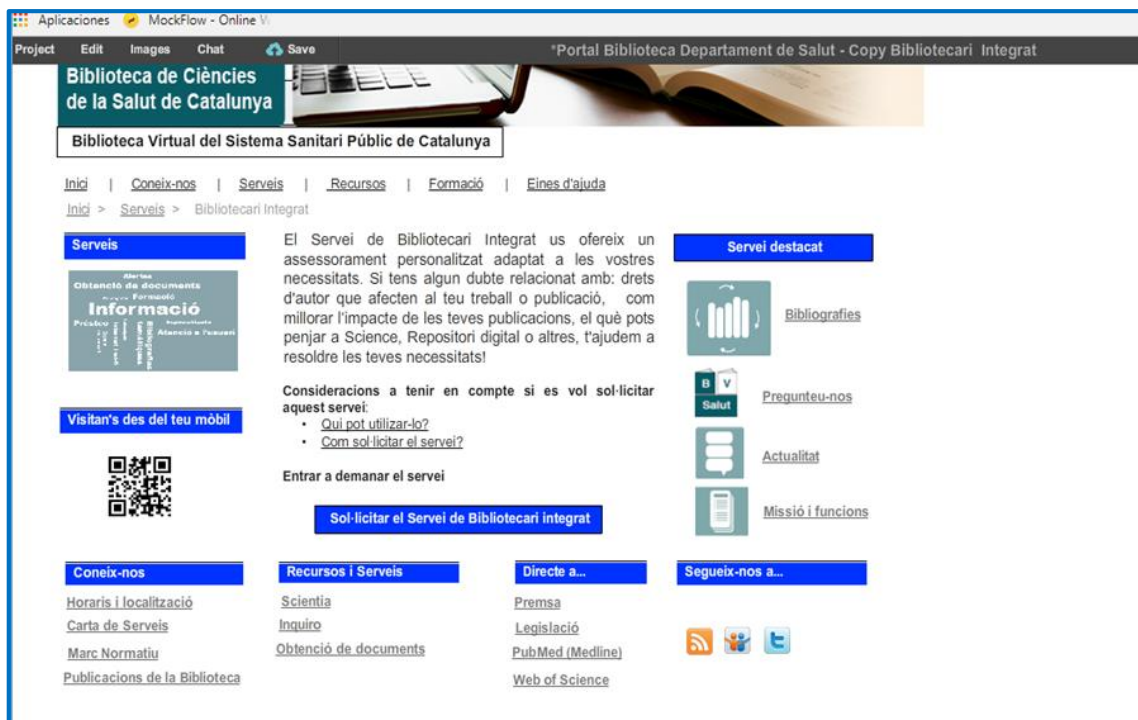 Aplicaciones MockFlow - Online W
Project Edit Images Chat Save *Portal Biblioteca Departament de Salut - Copy Bibliotecari Integrat
Biblioteca de Ciències
de la Salut de Catalunya
Biblioteca Virtual del Sistema Sanitari Públic de Catalunya
Inici | Coneix-nos | Serveis | Recursos | Formació | Eines d'ajuda
Inici > Serveis > Bibliotecari Integrat
Serveis
Alertes
Obtenció de documents
Formació
Informació
Préstec
Atenció a l'usuari
Bibliografies
temàtiques
Visitan's des del teu mòbil
El Servei de Bibliotecari Integrat us ofereix un
assessorament personalitzat adaptat a les vostres
necessitats. Si tens algun dubte relacionat amb: drets
d'autor que afecten al teu treball o publicació, com
millorar l'impacte de les teves publicacions, el què pots
penjar a Science, Repositori digital o altres, t'ajudem a
resoldre les teves necessitats!
Consideracions a tenir en compte si es vol sol·licitar
aquest servei:
• Qui pot utilizar-lo?
• Com sol·licitar el servei?
Entrar a demanar el servei
Sol·licitar el Servei de Bibliotecari integrat
Servei destacat
Bibliografies
B V
Salut
Pregunteu-nos
Actualitat
Missió i funcions
Coneix-nos
Horaris i localització
Carta de Serveis
Marc Normatiu
Publicacions de la Biblioteca
Recursos i Serveis
Scientia
Inquiro
Obtenció de documents
Directe a...
Premsa
Legislació
PubMed (Medline)
Web of Science
Segueix-nos a...